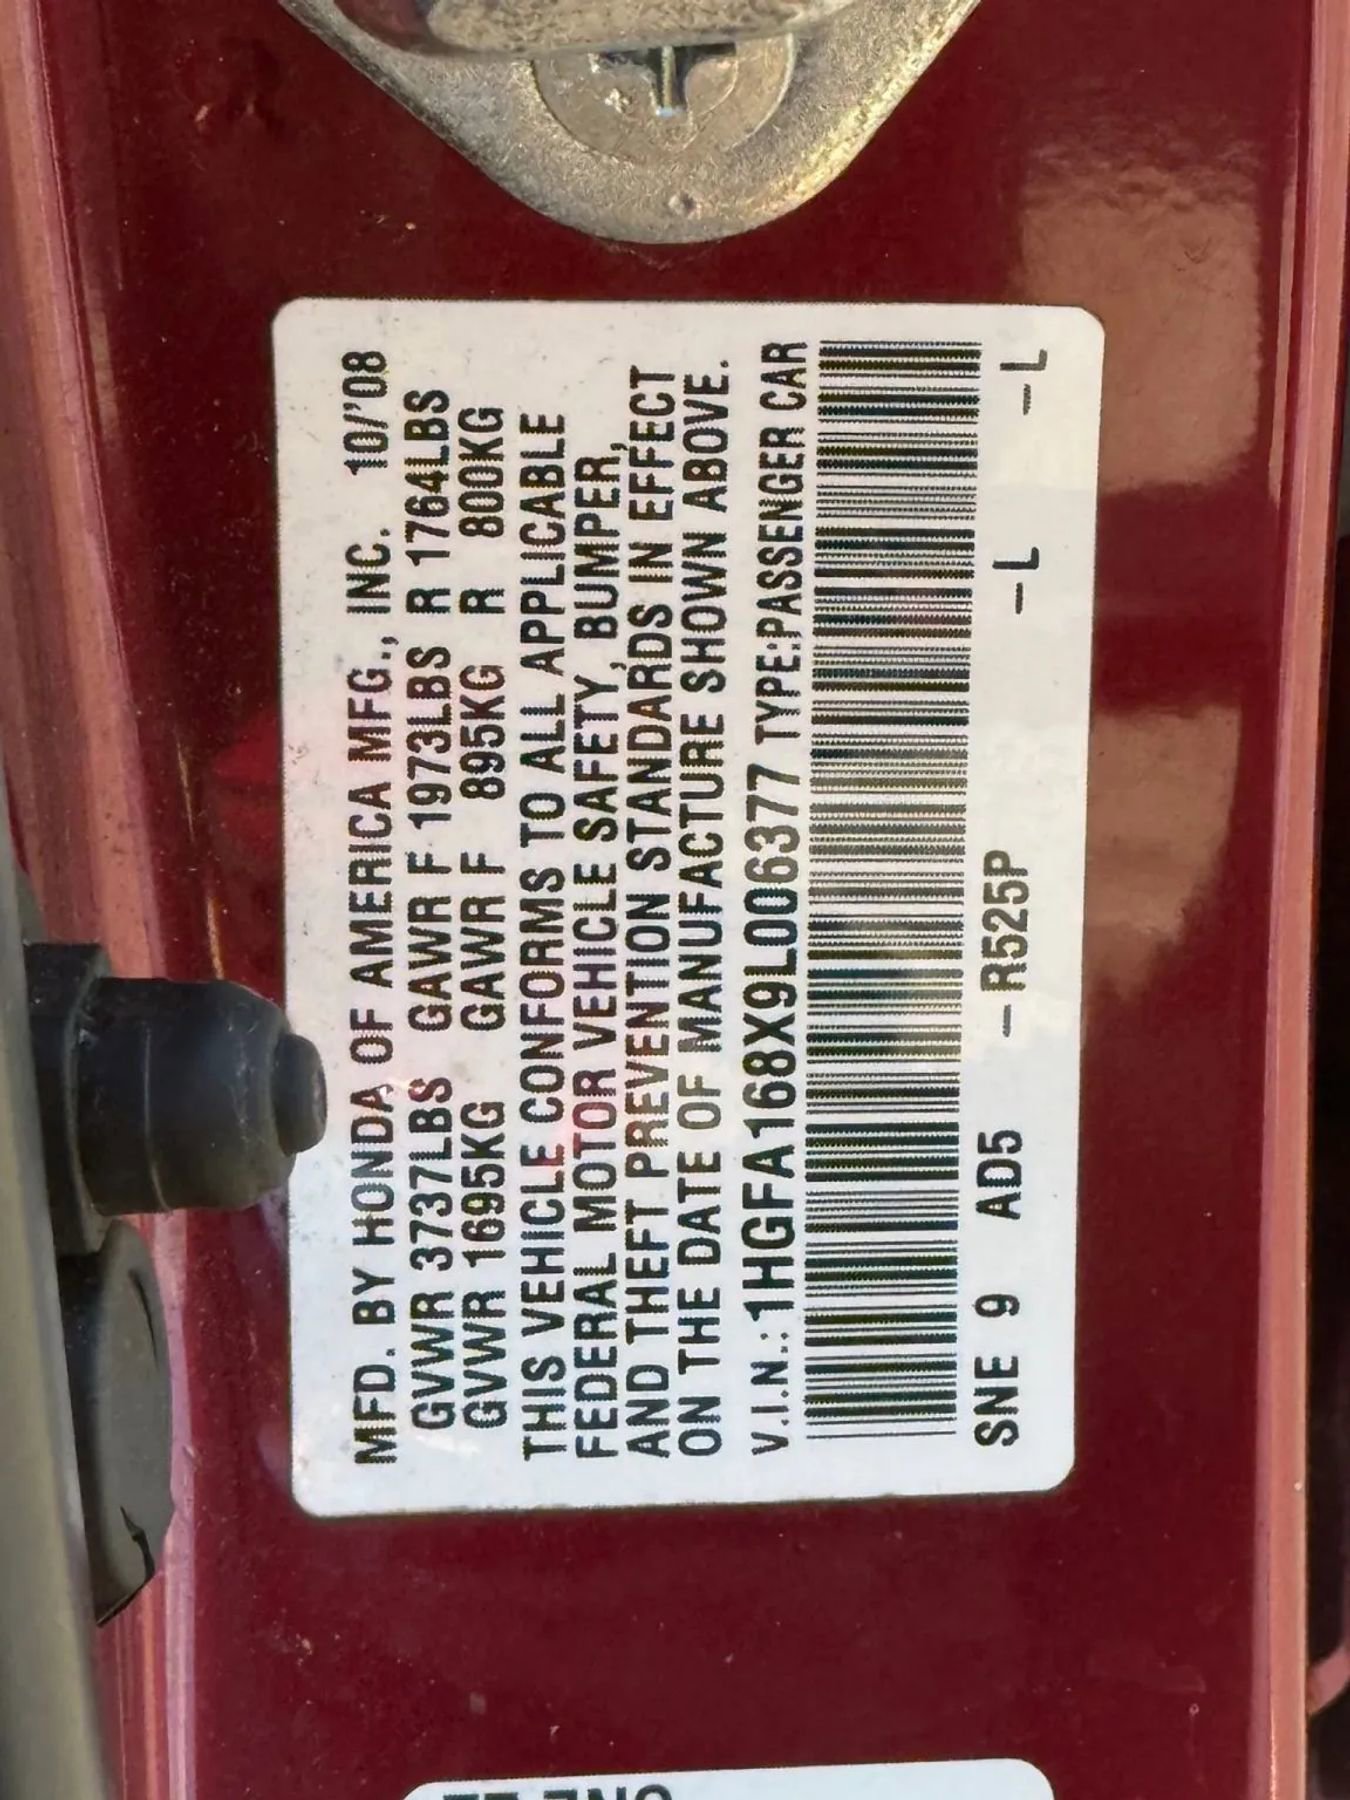 MFD. BY HONDA OF AMERICA MFG., INC. 10/'08
GVWR 3737LBS GAWR F 1973LBS R 1764LBS
GVWR 1695KG GAWR F 895KG R 800KG
THIS VEHICLE CONFORMS TO ALL APPLICABLE
FEDERAL MOTOR VEHICLE SAFETY, BUMPER,
AND THEFT PREVENTION STANDARDS IN EFFECT
ON THE DATE OF MANUFACTURE SHOWN ABOVE.
V.I.N.: 1HGFA168X9L006377 TYPE:PASSENGER CAR
SNE 9 AD5 –R525P –L –L